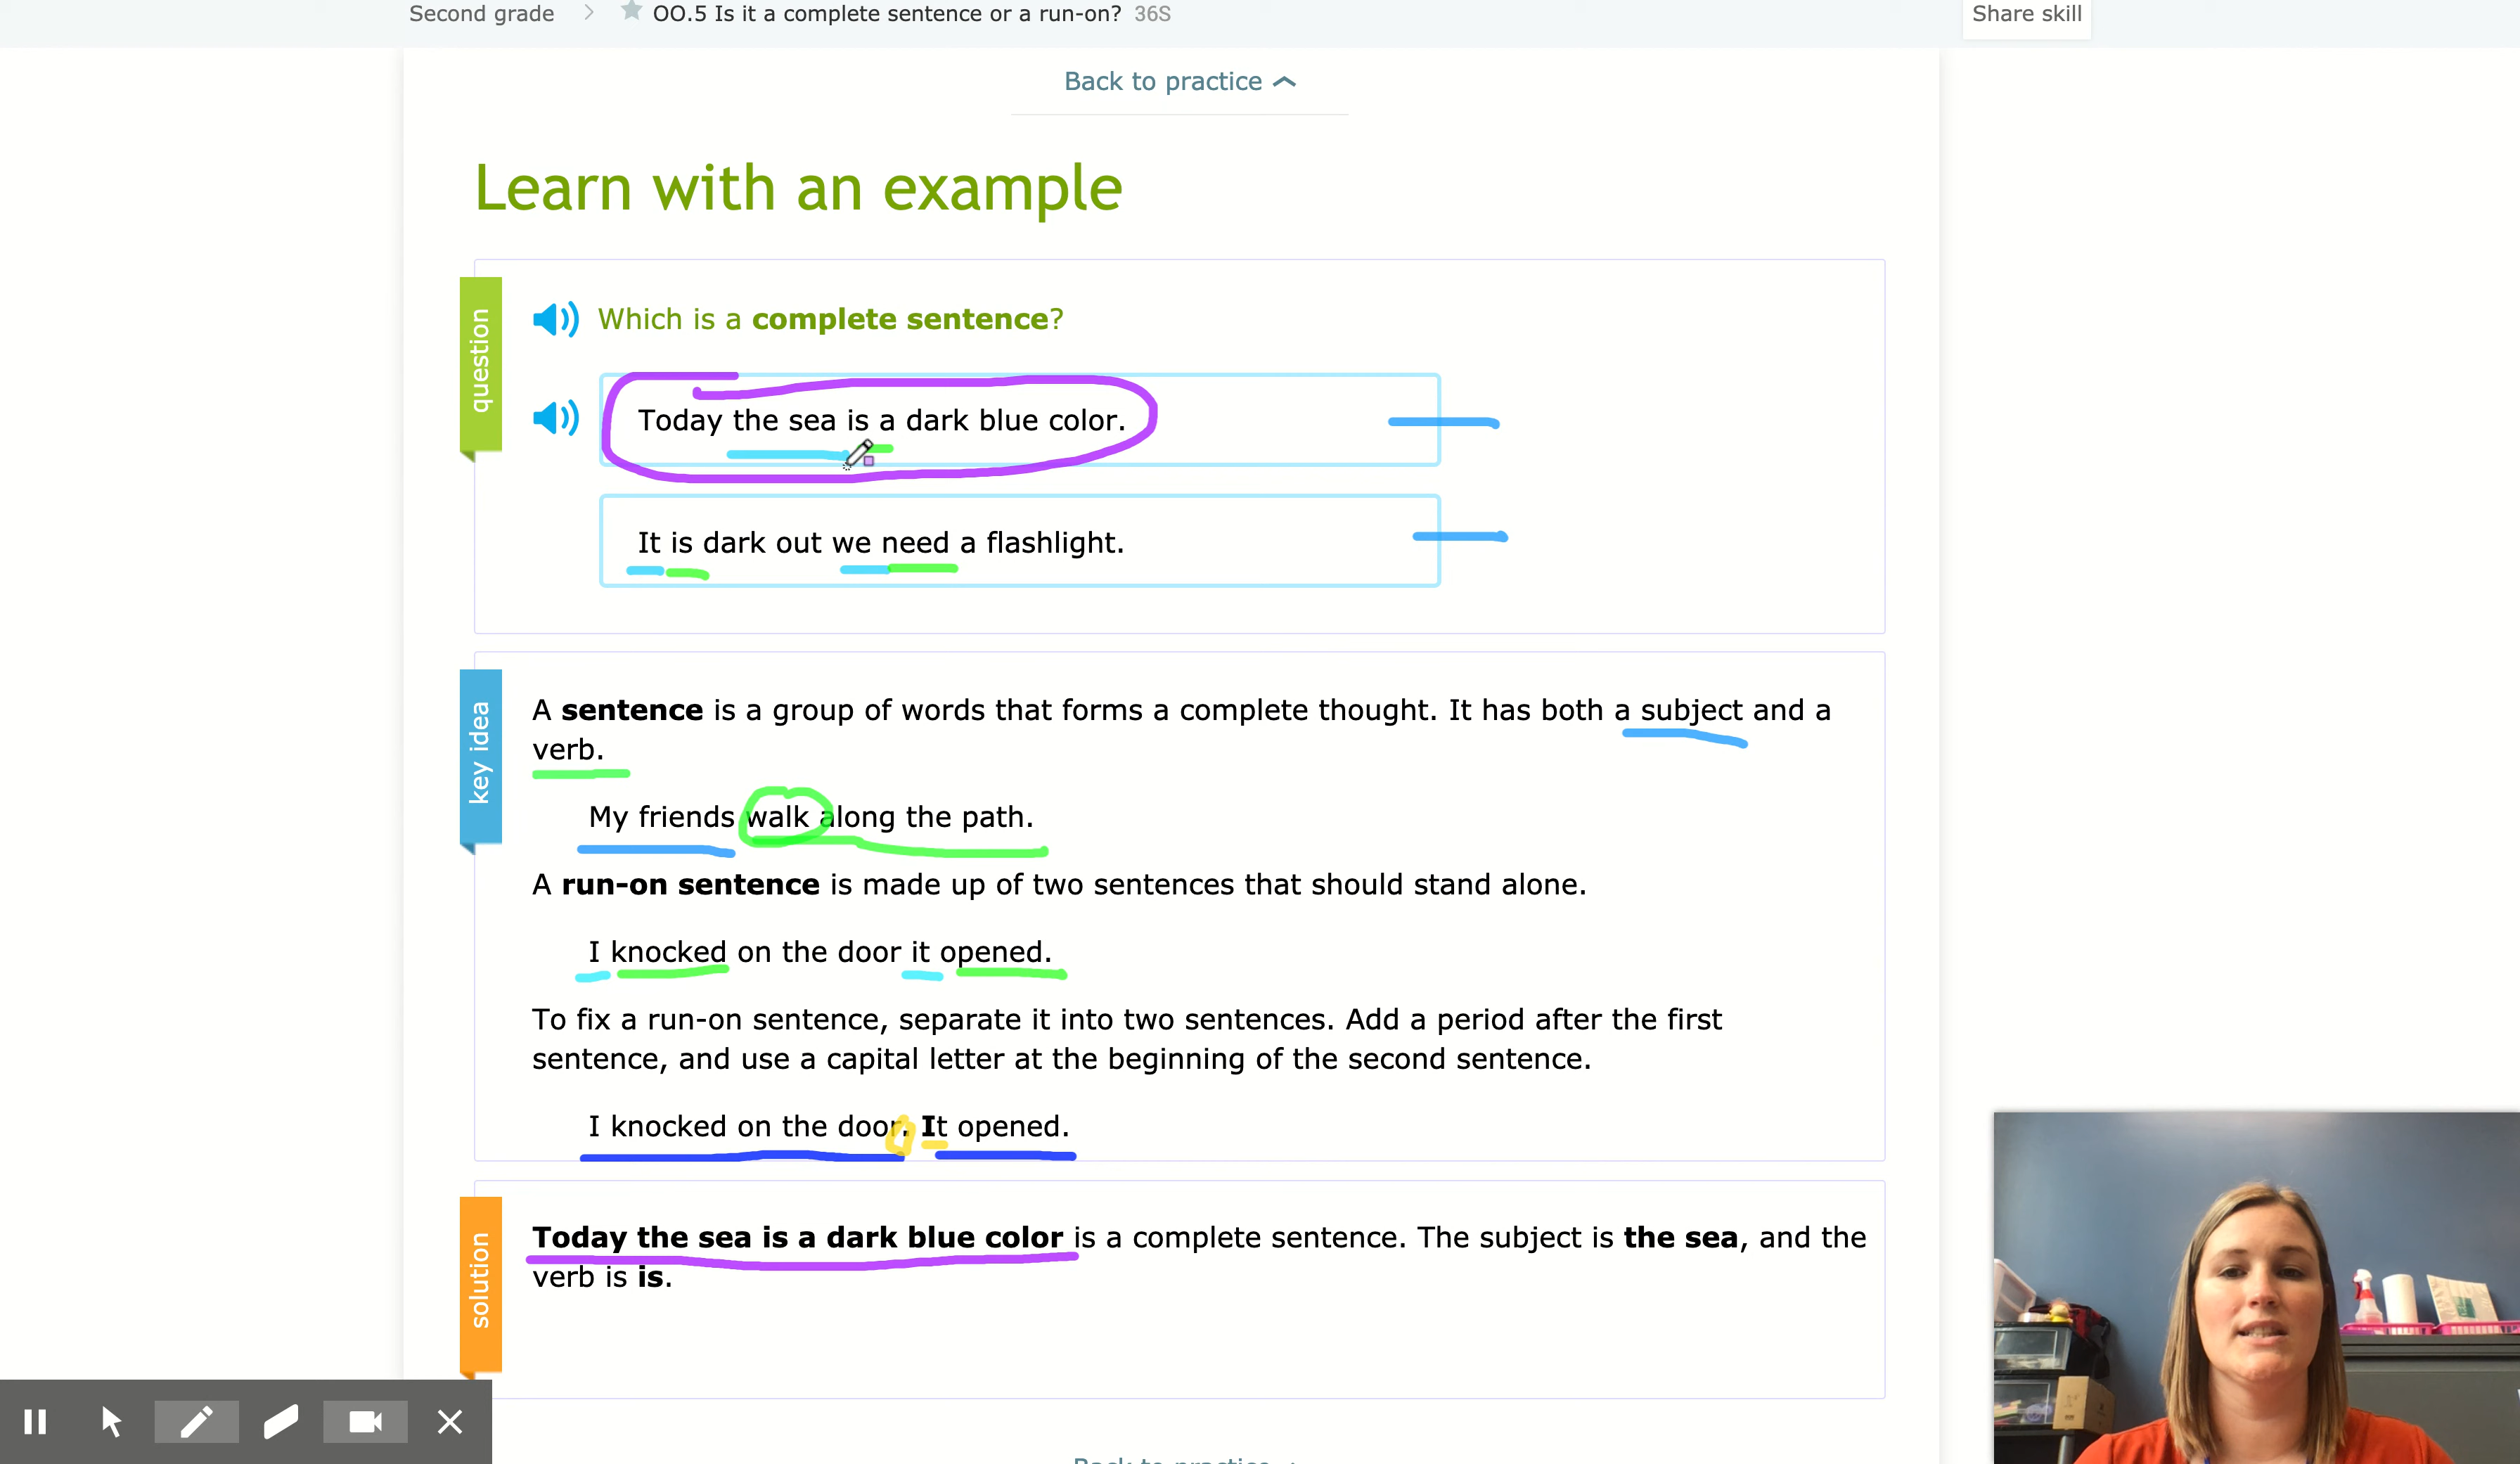 Second grade > OO.5 Is it a complete sentence or a run-on? 36S
Share skill
Back to practice
Learn with an example
question
Which is a complete sentence?
Today the sea is a dark blue color.
It is dark out we need a flashlight.
key idea
A sentence is a group of words that forms a complete thought. It has both a subject and a
verb.
My friends walk along the path.
A run-on sentence is made up of two sentences that should stand alone.
I knocked on the door it opened.
To fix a run-on sentence, separate it into two sentences. Add a period after the first
sentence, and use a capital letter at the beginning of the second sentence.
I knocked on the door. It opened.
solution
Today the sea is a dark blue color is a complete sentence. The subject is the sea, and the
verb is is.
Back to practice